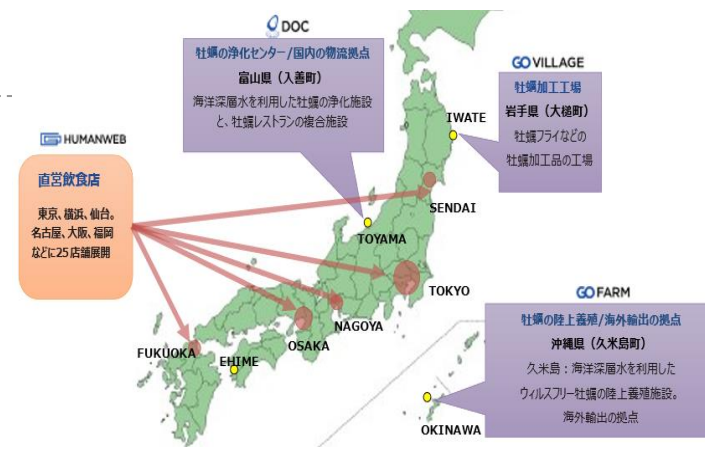 DOC
牡蠣の浄化センター/国内の物流拠点
富山県（入善町）
海洋深層水を利用した牡蠣の浄化施設
と、牡蠣レストランの複合施設
GO VILLAGE
牡蠣加工工場
岩手県（大槌町）
牡蠣フライなどの
牡蠣加工品の工場
HUMANWEB
直営飲食店
東京、横浜、仙台。
名古屋、大阪、福岡
などに25店舗展開
IWATE
SENDAI
TOYAMA
TOKYO
NAGOYA
OSAKA
FUKUOKA
EHIME
GO FARM
牡蠣の陸上養殖/海外輸出の拠点
沖縄県（久米島町）
久米島：海洋深層水を利用した
ウィルスフリー牡蠣の陸上養殖施設。
海外輸出の拠点
OKINAWA